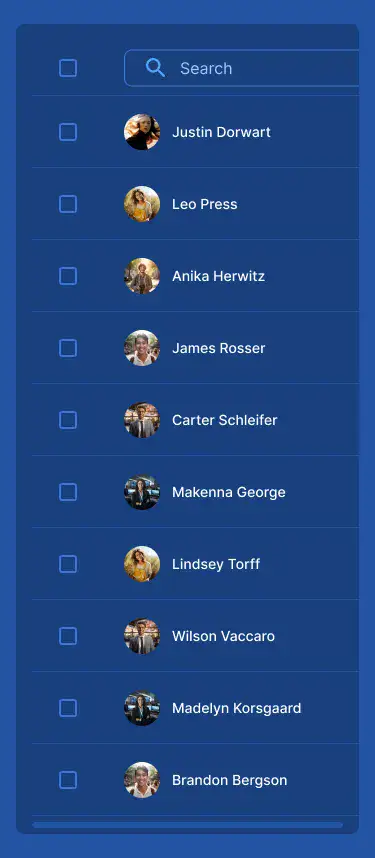 Search
Justin Dorwart
Leo Press
Anika Herwitz
James Rosser
Carter Schleifer
Makenna George
Lindsey Torff
Wilson Vaccaro
Madelyn Korsgaard
Brandon Bergson